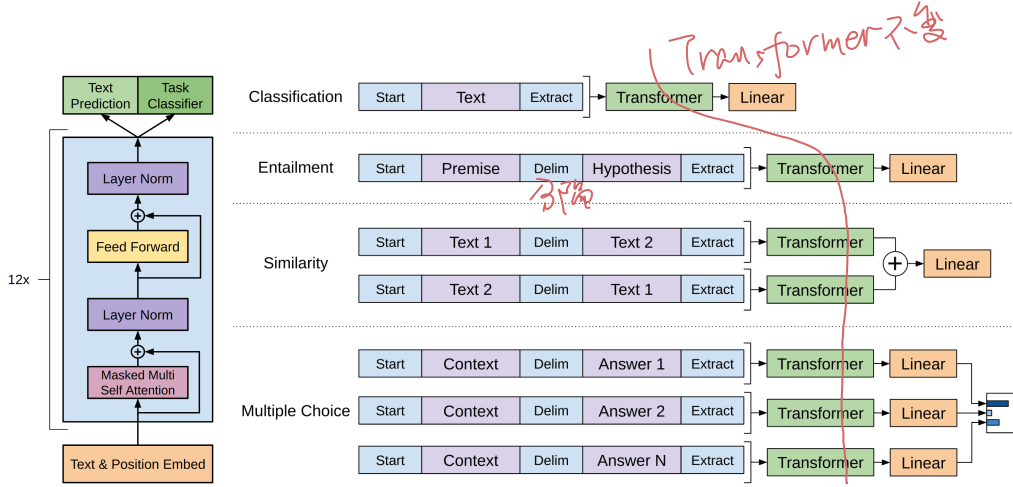 Transformer不变
Text
Prediction
Task
Classifier
Layer Norm
Feed Forward
Layer Norm
Masked Multi
Self Attention
12x
Text & Position Embed
Classification
Start Text Extract Transformer Linear
Entailment
Start Premise Delim Hypothesis Extract Transformer Linear
Similarity
Start Text 1 Delim Text 2 Extract Transformer
Start Text 2 Delim Text 1 Extract Transformer
Linear
Multiple Choice
Start Context Delim Answer 1 Extract Transformer Linear
Start Context Delim Answer 2 Extract Transformer Linear
Start Context Delim Answer N Extract Transformer Linear